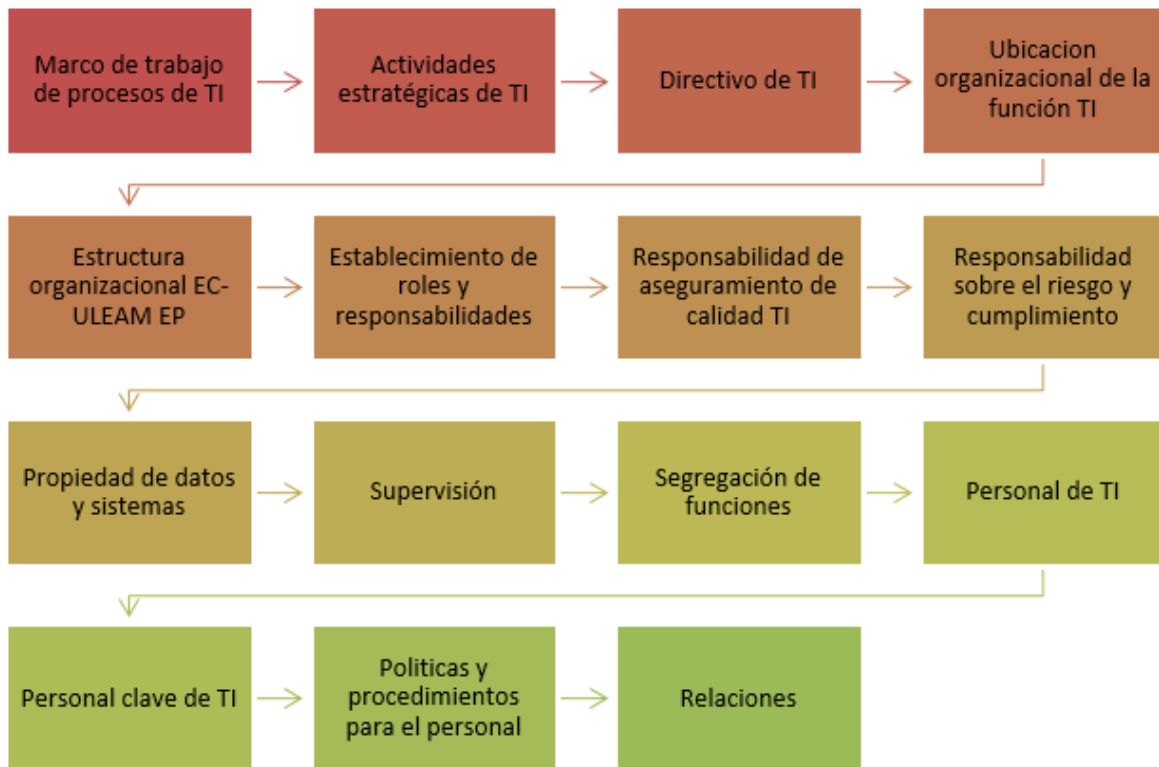 Marco de trabajo
de procesos de TI
Actividades
estratégicas de TI
Directivo de TI
Ubicacion
organizacional de la
función TI
Estructura
organizacional EC-
ULEAM EP
Establecimiento de
roles y
responsabilidades
Responsabilidad de
aseguramiento de
calidad TI
Responsabilidad
sobre el riesgo y
cumplimiento
Propiedad de datos
y sistemas
Supervisión
Segregación de
funciones
Personal de TI
Personal clave de TI
Politicas y
procedimientos
para el personal
Relaciones